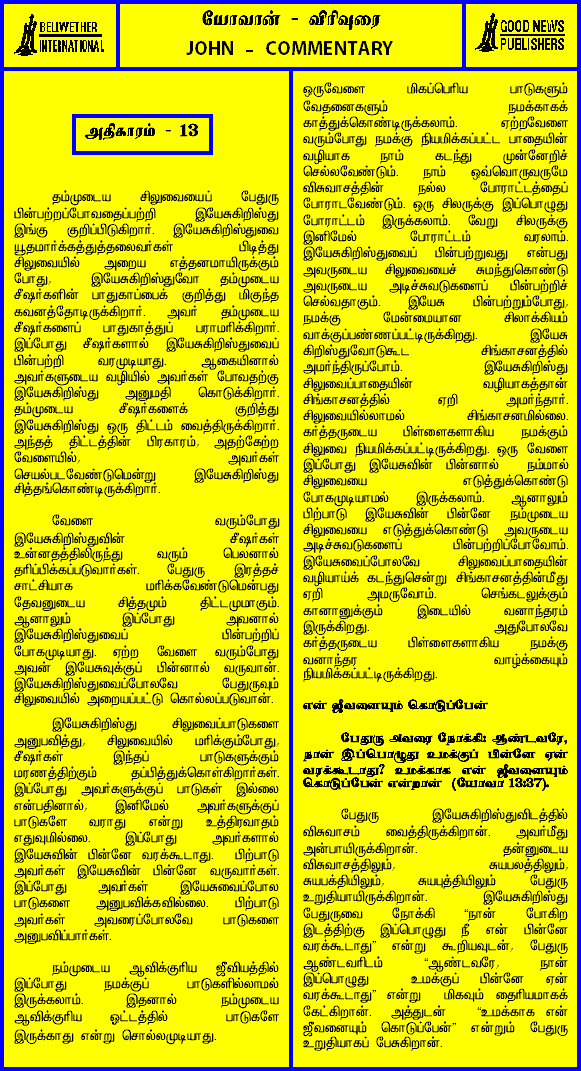 BELLWETHER
INTERNATIONAL
யோவான் - விரிவுரை
JOHN - COMMENTARY
GOOD NEWS
PUBLISHERS
அதிகாரம் - 13
தம்முடைய சிலுவையைப் பேதுரு
பின்பற்றப்போவதைப்பற்றி இயேசுகிறிஸ்து
இங்கு குறிப்பிடுகிறார். இயேசுகிறிஸ்துவை
யூதமார்க்கத்துத்தலைவர்கள் பிடித்து
சிலுவையில் அறைய எத்தனமாயிருக்கும்
போது, இயேசுகிறிஸ்துவோ தம்முடைய
சீஷர்களின் பாதுகாப்பைக் குறித்து மிகுந்த
கவனத்தோடிருக்கிறார். அவர் தம்முடைய
சீஷர்களைப் பாதுகாத்துப் பராமரிக்கிறார்.
இப்போது சீஷர்களால் இயேசுகிறிஸ்துவைப்
பின்பற்றி வரமுடியாது. ஆகையினால்
அவர்களுடைய வழியில் அவர்கள் போவதற்கு
இயேசுகிறிஸ்து அனுமதி கொடுக்கிறார்.
தம்முடைய சீஷர்களைக் குறித்து
இயேசுகிறிஸ்து ஒரு திட்டம் வைத்திருக்கிறார்.
அந்தத் திட்டத்தின் பிரகாரம், அதற்கேற்ற
வேளையில், அவர்கள்
செயல்படவேண்டுமென்று இயேசுகிறிஸ்து
சித்தங்கொண்டிருக்கிறார்.
வேளை வரும்போது
இயேசுகிறிஸ்துவின் சீஷர்கள்
உன்னதத்திலிருந்து வரும் பெலனால்
தரிப்பிக்கப்படுவார்கள். பேதுரு இரத்தச்
சாட்சியாக மரிக்கவேண்டுமென்பது
தேவனுடைய சித்தமும் திட்டமுமாகும்.
ஆனாலும் இப்போது அவனால்
இயேசுகிறிஸ்துவைப் பின்பற்றிப்
போகமுடியாது. ஏற்ற வேளை வரும்போது
அவன் இயேசுவுக்குப் பின்னால் வருவான்.
இயேசுகிறிஸ்துவைப்போலவே பேதுருவும்
சிலுவையில் அறையப்பட்டு கொல்லப்படுவான்.
இயேசுகிறிஸ்து சிலுவைப்பாடுகளை
அனுபவித்து, சிலுவையில் மரிக்கும்போது,
சீஷர்கள் இந்தப் பாடுகளுக்கும்
மரணத்திற்கும் தப்பித்துக்கொள்கிறார்கள்.
இப்போது அவர்களுக்குப் பாடுகள் இல்லை
என்பதினால், இனிமேல் அவர்களுக்குப்
பாடுகளே வராது என்று உத்திரவாதம்
எதுவுமில்லை. இப்போது அவர்களால்
இயேசுவின் பின்னே வரக்கூடாது. பிற்பாடு
அவர்கள் இயேசுவின் பின்னே வருவார்கள்.
இப்போது அவர்கள் இயேசுவைப்போல
பாடுகளை அனுபவிக்கவில்லை. பிற்பாடு
அவர்கள் அவரைப்போலவே பாடுகளை
அனுபவிப்பார்கள்.
நம்முடைய ஆவிக்குரிய ஜீவியத்தில்
இப்போது நமக்குப் பாடுகளில்லாமல்
இருக்கலாம். இதனால் நம்முடைய
ஆவிக்குரிய ஓட்டத்தில் பாடுகளே
இருக்காது என்று சொல்லமுடியாது.
ஒருவேளை மிகப்பெரிய பாடுகளும்
வேதனைகளும் நமக்காகக்
காத்துக்கொண்டிருக்கலாம். ஏற்றவேளை
வரும்போது நமக்கு நியமிக்கப்பட்ட பாதையின்
வழியாக நாம் கடந்து முன்னேறிச்
செல்லவேண்டும். நாம் ஒவ்வொருவருமே
விசுவாசத்தின் நல்ல போராட்டத்தைப்
போராடவேண்டும். ஒரு சிலருக்கு இப்பொழுது
போராட்டம் இருக்கலாம். வேறு சிலருக்கு
இனிமேல் போராட்டம் வரலாம்.
இயேசுகிறிஸ்துவைப் பின்பற்றுவது என்பது
அவருடைய சிலுவையைச் சுமந்துகொண்டு
அவருடைய அடிச்சுவடுகளைப் பின்பற்றிச்
செல்வதாகும். இயேசு பின்பற்றும்போது,
நமக்கு மேன்மையான சிலாக்கியம்
வாக்குப்பண்ணப்பட்டிருக்கிறது. இயேசு
கிறிஸ்துவோடுகூட சிங்காசனத்தில்
அமர்ந்திருப்போம். இயேசுகிறிஸ்து
சிலுவைப்பாதையின் வழியாகத்தான்
சிங்காசனத்தில் ஏறி அமர்ந்தார்.
சிலுவையில்லாமல் சிங்காசனமில்லை.
கர்த்தருடைய பிள்ளைகளாகிய நமக்கும்
சிலுவை நியமிக்கப்பட்டிருக்கிறது. ஒரு வேளை
இப்போது இயேசுவின் பின்னால் நம்மால்
சிலுவையை எடுத்துக்கொண்டு
போகமுடியாமல் இருக்கலாம். ஆனாலும்
பிற்பாடு இயேசுவின் பின்னே நம்முடைய
சிலுவையை எடுத்துக்கொண்டு அவருடைய
அடிச்சுவடுகளைப் பின்பற்றிப்போவோம்.
இயேசுவைப்போலவே சிலுவைப்பாதையின்
வழியாய்க் கடந்துசென்று சிங்காசனத்தின்மீது
ஏறி அமருவோம். செங்கடலுக்கும்
கானானுக்கும் இடையில் வனாந்தரம்
இருக்கிறது. அதுபோலவே
கர்த்தருடைய பிள்ளைகளாகிய நமக்கு
வனாந்தர வாழ்க்கையும்
நியமிக்கப்பட்டிருக்கிறது.
என் ஜீவனையும் கொடுப்பேன்
பேதுரு அவரை நோக்கி: ஆண்டவரே,
நான் இப்பொழுது உமக்குப் பின்னே ஏன்
வரக்கூடாது? உமக்காக என் ஜீவனையும்
கொடுப்பேன் என்றான் (யோவா 13:37).
பேதுரு இயேசுகிறிஸ்துவிடத்தில்
விசுவாசம் வைத்திருக்கிறான். அவர்மீது
அன்பாயிருக்கிறான். தன்னுடைய
விசுவாசத்திலும், சுயபலத்திலும்,
சுயசக்தியிலும், சுயபுத்தியிலும் பேதுரு
உறுதியாயிருக்கிறான். இயேசுகிறிஸ்து
பேதுருவை நோக்கி “நான் போகிற
இடத்திற்கு இப்பொழுது நீ என் பின்னே
வரக்கூடாது” என்று கூறியவுடன், பேதுரு
ஆண்டவரிடம் “ஆண்டவரே, நான்
இப்பொழுது உமக்குப் பின்னே ஏன்
வரக்கூடாது” என்று மிகவும் தைரியமாகக்
கேட்கிறான். அத்துடன் “உமக்காக என்
ஜீவனையும் கொடுப்பேன்” என்றும் பேதுரு
உறுதியாகப் பேசுகிறான்.